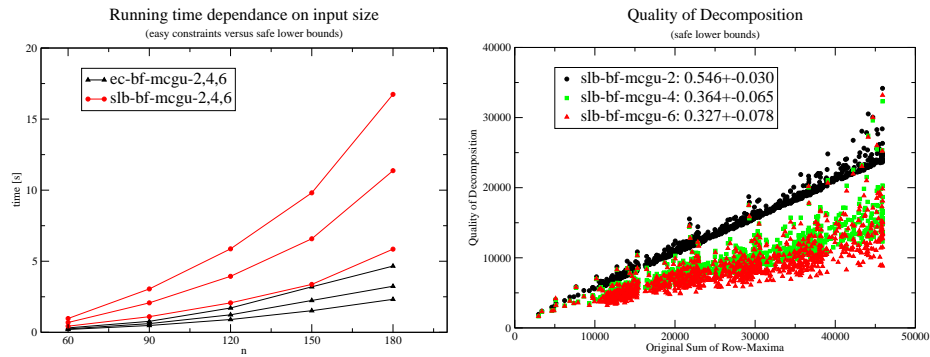 Running time dependance on input size
(easy constraints versus safe lower bounds)
20
15
10
5
0
time [s]
ec-bf-mcgu-2,4,6
slb-bf-mcgu-2,4,6
60
90
120
150
180
n
Quality of Decomposition
(safe lower bounds)
40000
30000
20000
10000
0
Quality of Decomposition
slb-bf-mcgu-2: 0.546+-0.030
slb-bf-mcgu-4: 0.364+-0.065
slb-bf-mcgu-6: 0.327+-0.078
0
10000
20000
30000
40000
50000
Original Sum of Row-Maxima